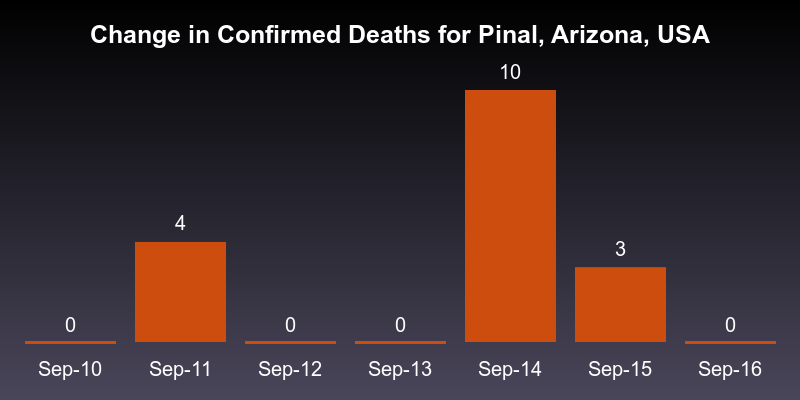 Change in Confirmed Deaths for Pinal, Arizona, USA
10
4
3
0 0 0 0
Sep-10 Sep-11 Sep-12 Sep-13 Sep-14 Sep-15 Sep-16